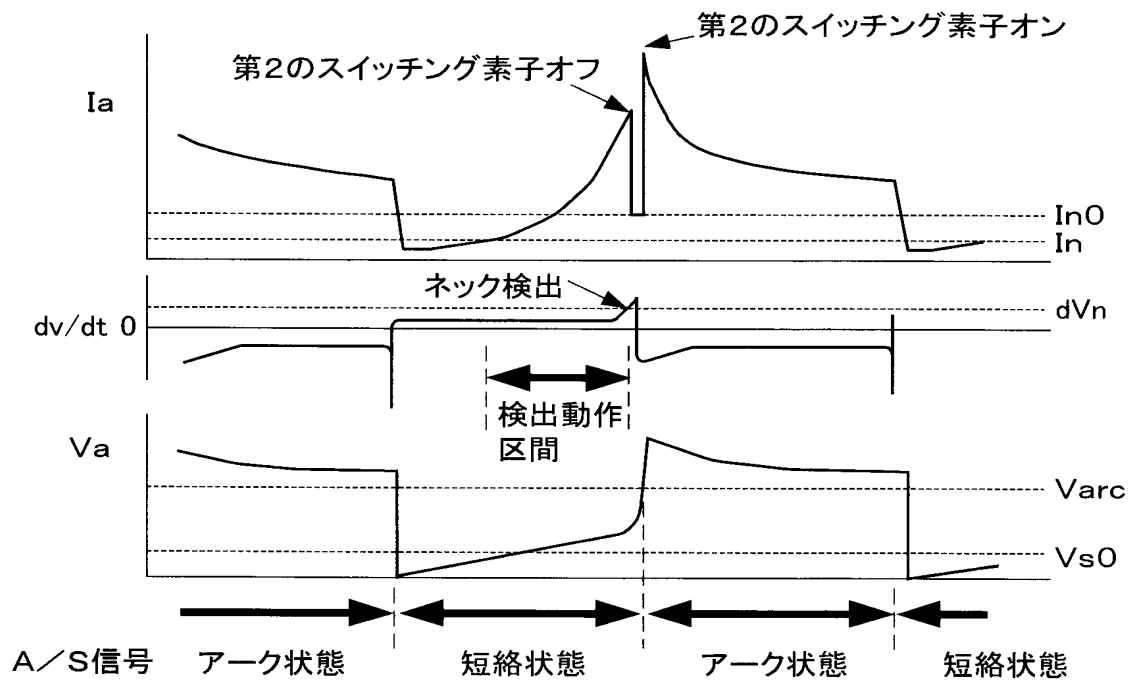 第2のスイッチング素子オン
第2のスイッチング素子オフ
Ia
In0
In
ネック検出
dVn
dv/dt 0
検出動作
区間
Va
Varc
Vs0
A／S信号 アーク状態 短絡状態 アーク状態 短絡状態